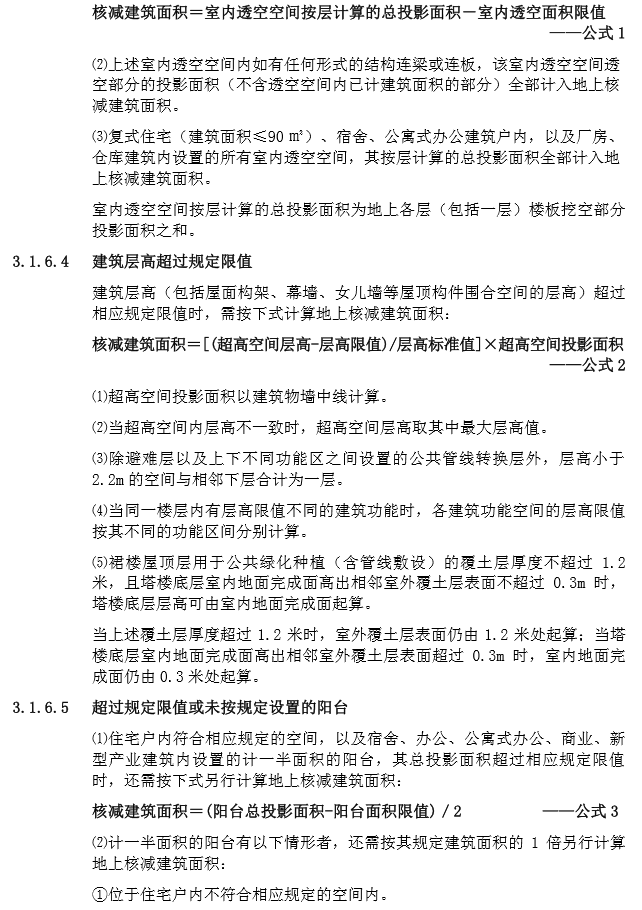 核减建筑面积＝室内透空空间按层计算的总投影面积－室内透空面积限值
——公式 1
⑵上述室内透空空间内如有任何形式的结构连梁或连板，该室内透空空间透
空部分的投影面积（不含透空空间内已计建筑面积的部分）全部计入地上核
减建筑面积。
⑶复式住宅（建筑面积≤90 ㎡）、宿舍、公寓式办公建筑户内，以及厂房、
仓库建筑内设置的所有室内透空空间，其按层计算的总投影面积全部计入地
上核减建筑面积。
室内透空空间按层计算的总投影面积为地上各层（包括一层）楼板挖空部分
投影面积之和。
3.1.6.4 建筑层高超过规定限值
建筑层高（包括屋面构架、幕墙、女儿墙等屋顶构件围合空间的层高）超过
相应规定限值时，需按下式计算地上核减建筑面积：
核减建筑面积＝[(超高空间层高-层高限值)/层高标准值]×超高空间投影面积
——公式 2
⑴超高空间投影面积以建筑物墙中线计算。
⑵当超高空间内层高不一致时，超高空间层高取其中最大层高值。
⑶除避难层以及上下不同功能区之间设置的公共管线转换层外，层高小于
2.2m 的空间与相邻下层合计为一层。
⑷当同一楼层内有层高限值不同的建筑功能时，各建筑功能空间的层高限值
按其不同的功能区间分别计算。
⑸裙楼屋顶层用于公共绿化种植（含管线敷设）的覆土层厚度不超过 1.2
米，且塔楼底层室内地面完成面高出相邻室外覆土层表面不超过 0.3m 时，
塔楼底层层高可由室内地面完成面起算。
当上述覆土层厚度超过 1.2 米时，室外覆土层表面仍由 1.2 米处起算；当塔
楼底层室内地面完成面高出相邻室外覆土层表面超过 0.3m 时，室内地面完
成面仍由 0.3 米处起算。
3.1.6.5 超过规定限值或未按规定设置的阳台
⑴住宅户内符合相应规定的空间，以及宿舍、办公、公寓式办公、商业、新
型产业建筑内设置的计一半面积的阳台，其总投影面积超过相应规定限值
时，还需按下式另行计算地上核减建筑面积：
核减建筑面积＝(阳台总投影面积-阳台面积限值) / 2 ——公式 3
⑵计一半面积的阳台有以下情形者，还需按其规定建筑面积的 1 倍另行计算
地上核减建筑面积：
①位于住宅户内不符合相应规定的空间内。